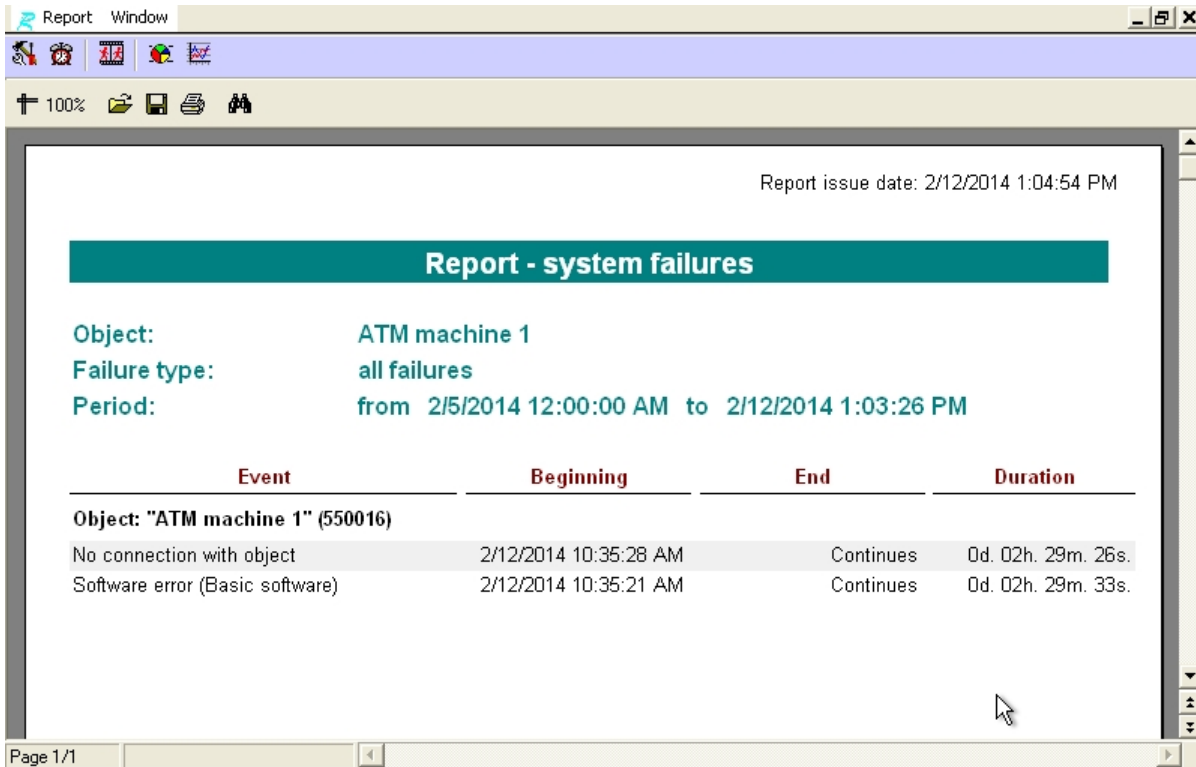 Report Window
100%
Report issue date: 2/12/2014 1:04:54 PM
Report - system failures
Object: ATM machine 1
Failure type: all failures
Period: from 2/5/2014 12:00:00 AM to 2/12/2014 1:03:26 PM
Event Beginning End Duration
Object: "ATM machine 1" (550016)
No connection with object 2/12/2014 10:35:28 AM Continues 0d. 02h. 29m. 26s.
Software error (Basic software) 2/12/2014 10:35:21 AM Continues 0d. 02h. 29m. 33s.
Page 1/1